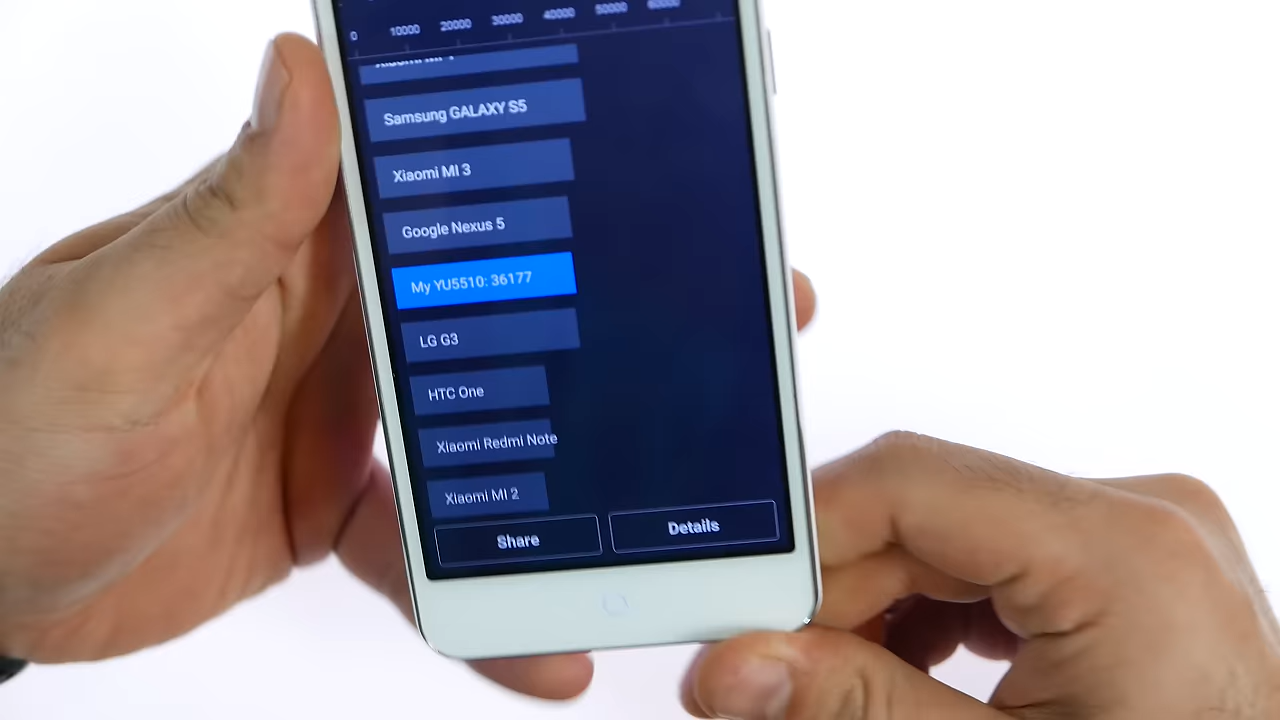 0 10000 20000 30000 40000 50000 60000
Samsung GALAXY S5
Xiaomi MI 3
Google Nexus 5
My YU5510: 36177
LG G3
HTC One
Xiaomi Redmi Note
Xiaomi MI 2
Share Details